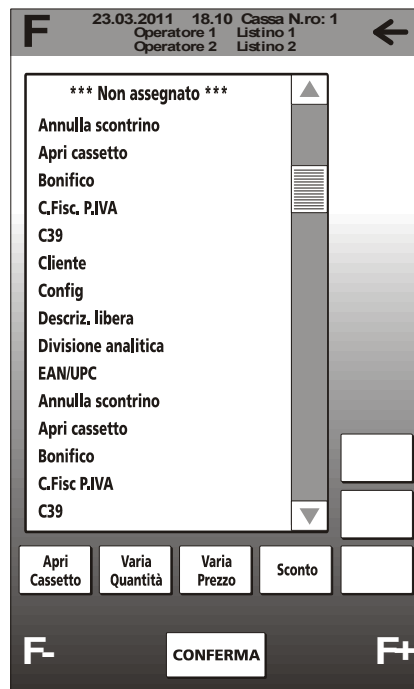 F
23.03.2011 18.10 Cassa N.ro: 1
Operatore 1 Listino 1
Operatore 2 Listino 2
*** Non assegnato ***
Annulla scontrino
Apri cassetto
Bonifico
C.Fisc. P.IVA
C39
Cliente
Config
Descriz. libera
Divisione analitica
EAN/UPC
Annulla scontrino
Apri cassetto
Bonifico
C.Fisc P.IVA
C39
Apri Cassetto
Varia Quantità
Varia Prezzo
Sconto
F-
CONFERMA
F+